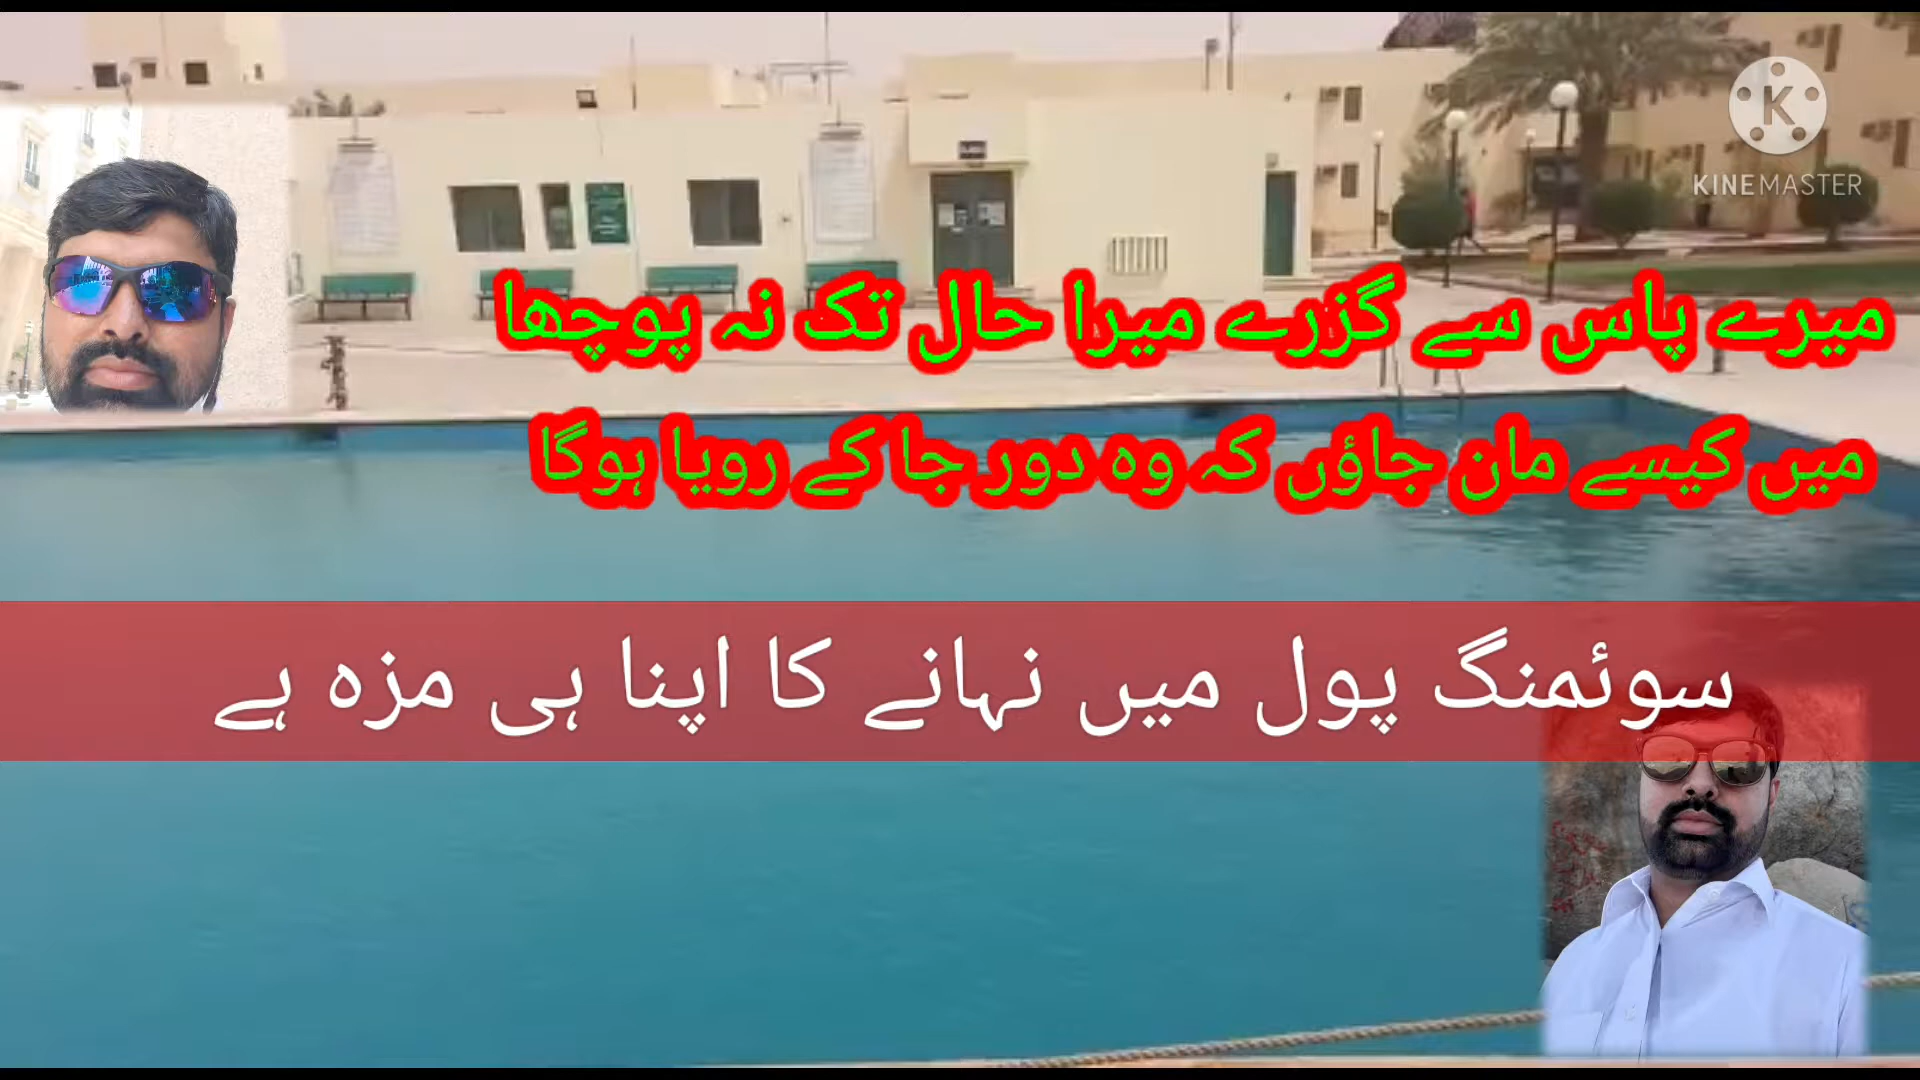 KINEMASTER
میرے پاس سے گزرے میرا حال تک نہ پوچھا
میں کیسے مان جاؤں کہ وہ دور جا کے رویا ہوگا
سوئمنگ پول میں نہانے کا اپنا ہی مزہ ہے